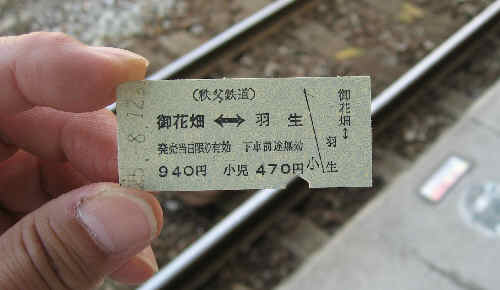 (秩父鉄道)
御花畑 ↔ 羽生
発売当日限り有効 下車前途無効
940円 小児 470円
御花畑↔羽生
小